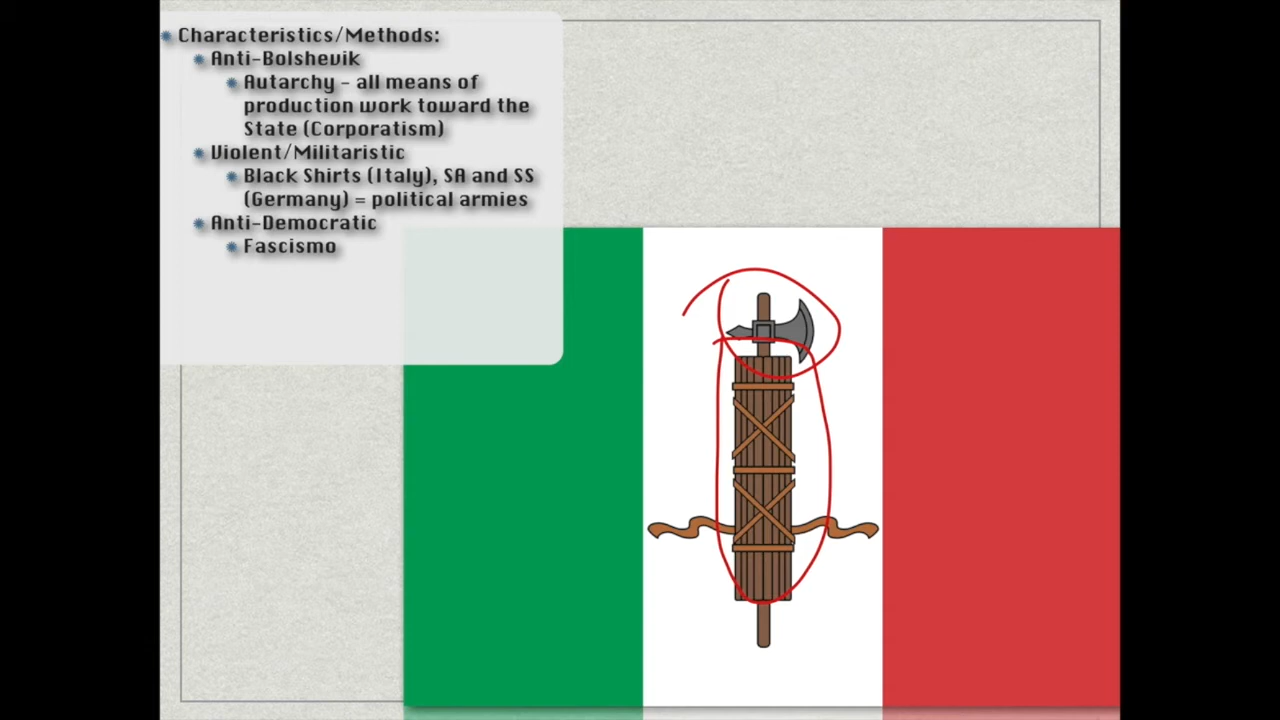 Characteristics/Methods:
Anti-Bolshevik
Autarchy - all means of
production work toward the
State (Corporatism)
Violent/Militaristic
Black Shirts (Italy), SA and SS
(Germany) = political armies
Anti-Democratic
Fascismo